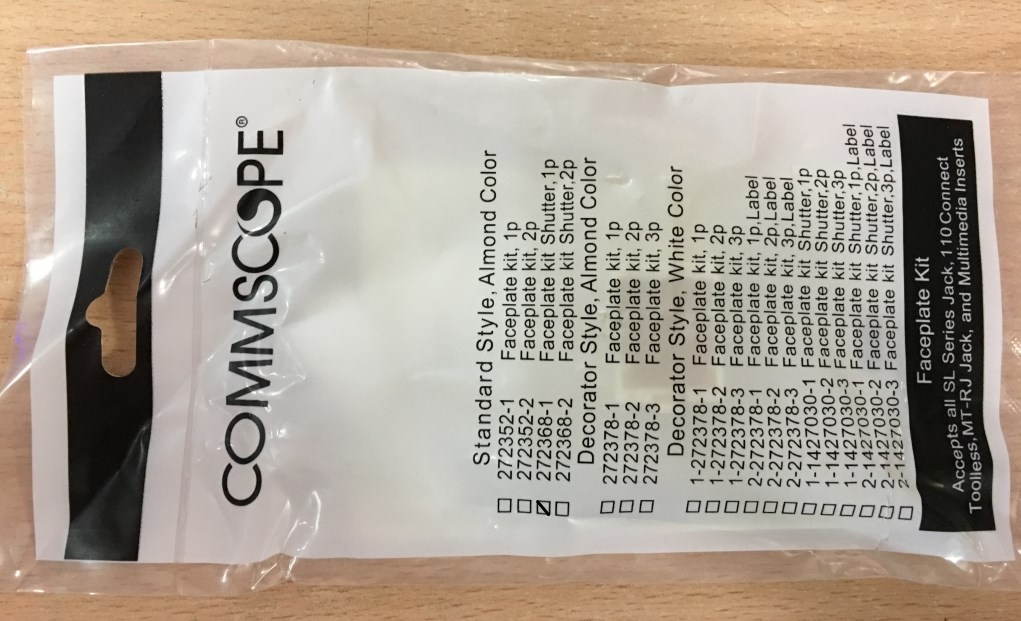 COMMSCOPE®
Standard Style, Almond Color
☐ 272352-1 Faceplate kit, 1p
☐ 272352-2 Faceplate kit, 2p
☑ 272368-1 Faceplate kit Shutter,1p
☐ 272368-2 Faceplate kit Shutter,2p
Decorator Style, Almond Color
☐ 272378-1 Faceplate kit, 1p
☐ 272378-2 Faceplate kit, 2p
☐ 272378-3 Faceplate kit, 3p
Decorator Style, White Color
☐ 1-272378-1 Faceplate kit, 1p
☐ 1-272378-2 Faceplate kit, 2p
☐ 1-272378-3 Faceplate kit, 3p
☐ 2-272378-1 Faceplate kit, 1p,Label
☐ 2-272378-2 Faceplate kit, 2p,Label
☐ 2-272378-3 Faceplate kit, 3p,Label
☐ 1-1427030-1 Faceplate kit Shutter,1p
☐ 1-1427030-2 Faceplate kit Shutter,2p
☐ 1-1427030-3 Faceplate kit Shutter,3p
☐ 2-1427030-1 Faceplate kit Shutter,1p,Label
☐ 2-1427030-2 Faceplate kit Shutter,2p,Label
☐ 2-1427030-3 Faceplate kit Shutter,3p,Label
Faceplate Kit
Accepts all SL Series Jack,110 Connect
Toolless,MT-RJ Jack, and Multimedia Inserts